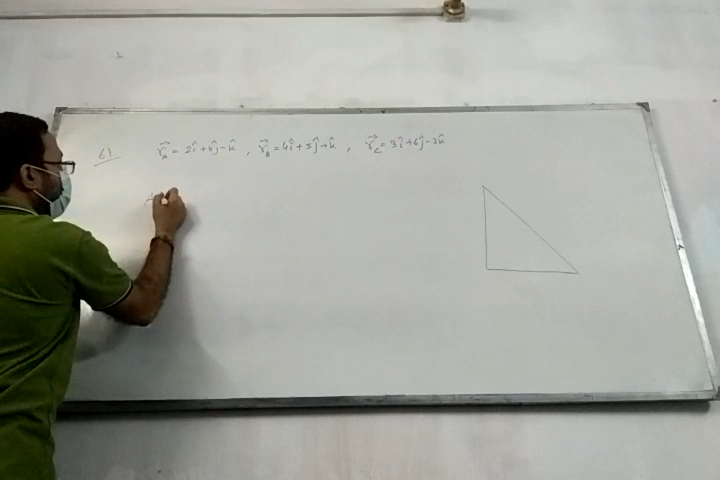 61 r⃗_A = 2î+4ĵ-k̂ , r⃗_B = 4î+5ĵ+k̂ , r⃗_C = 3î+6ĵ-3k̂